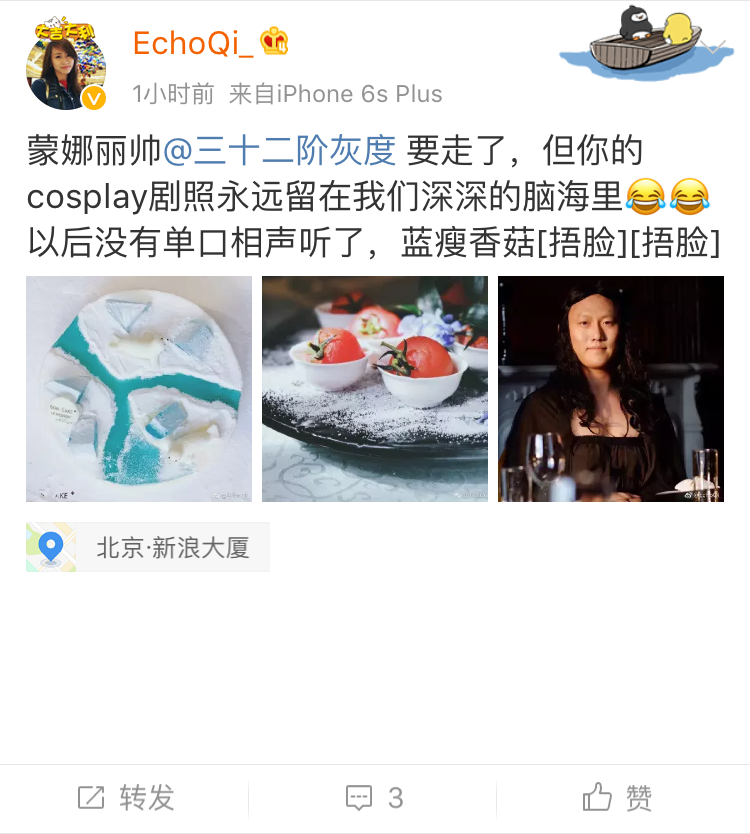 大吉大利
EchoQi_
1小时前 来自iPhone 6s Plus
蒙娜丽帅@三十二阶灰度 要走了，但你的
cosplay剧照永远留在我们深深的脑海里😂😂
以后没有单口相声听了，蓝瘦香菇[捂脸][捂脸]
北京·新浪大厦
转发
3
赞